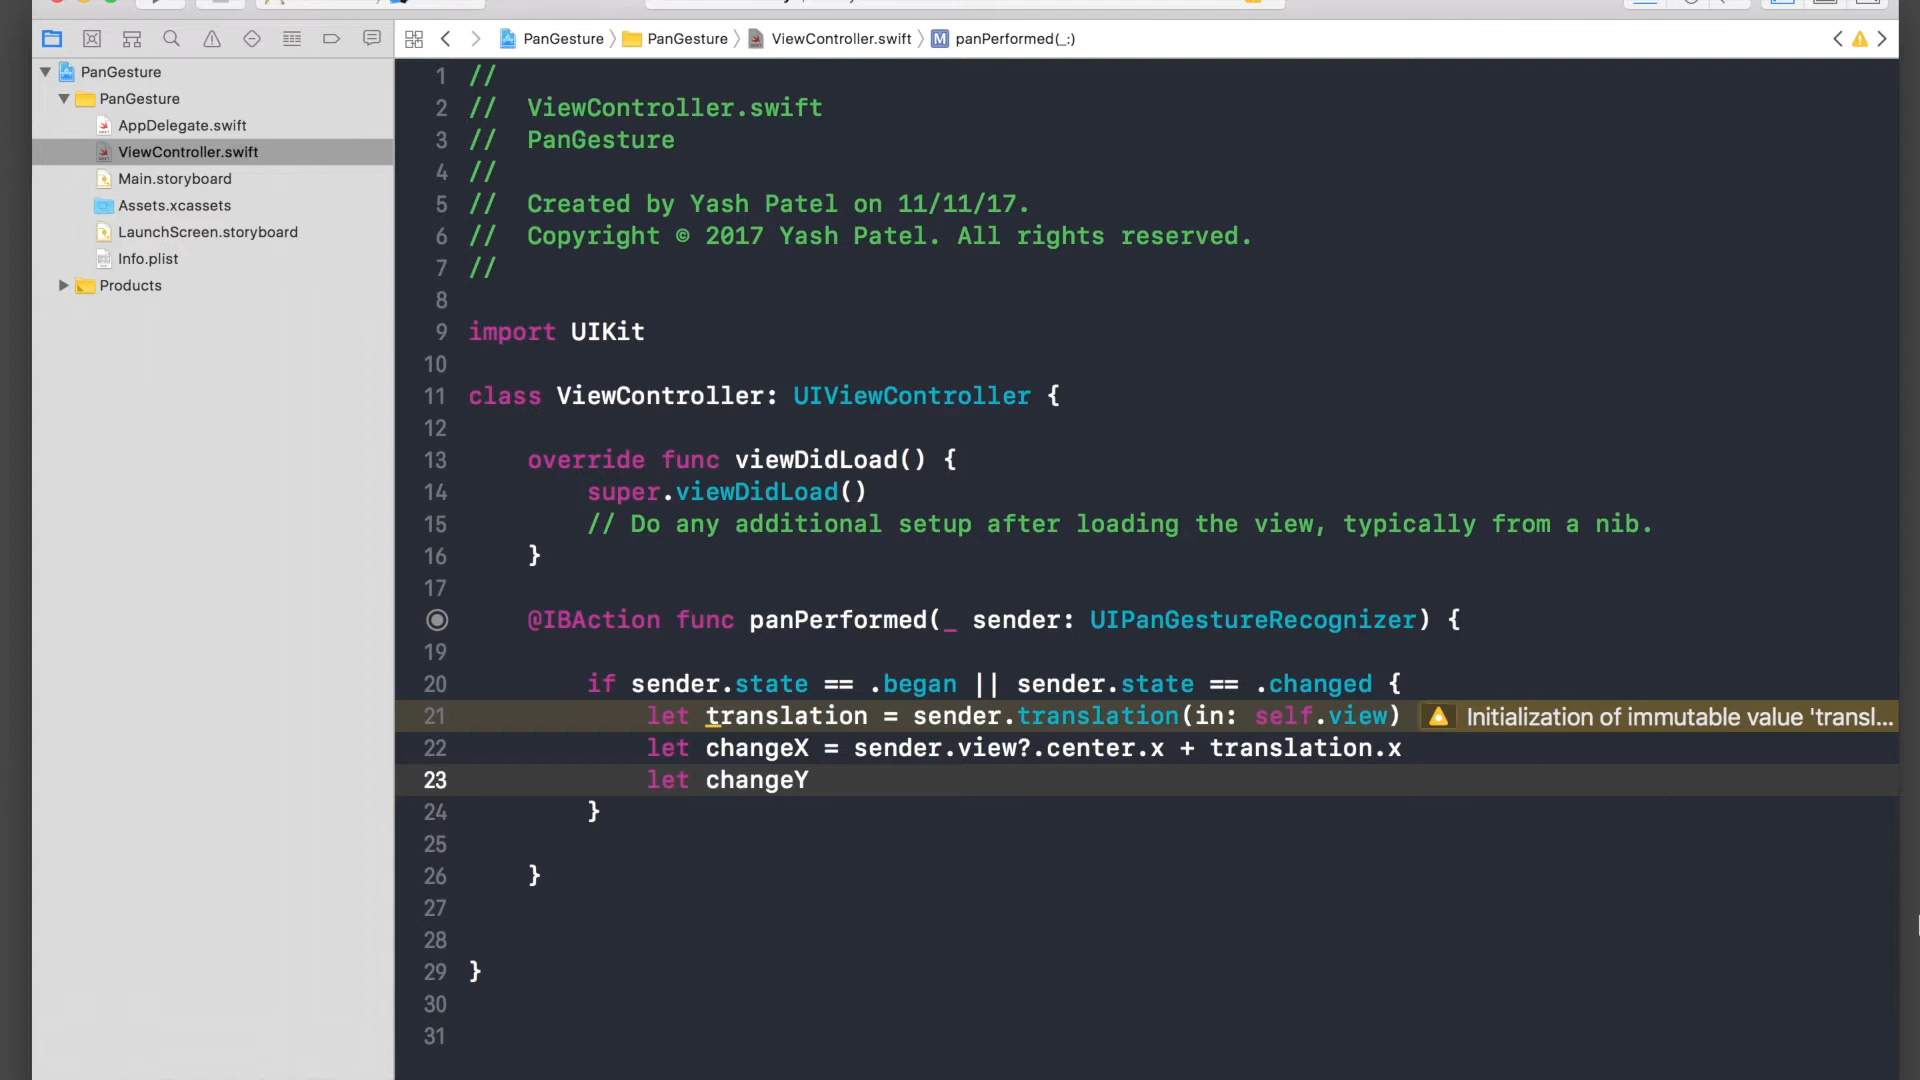 PanGesture
PanGesture
ViewController.swift
panPerformed(_:)
PanGesture
PanGesture
AppDelegate.swift
ViewController.swift
Main.storyboard
Assets.xcassets
LaunchScreen.storyboard
Info.plist
Products
1 //
2 // ViewController.swift
3 // PanGesture
4 //
5 // Created by Yash Patel on 11/11/17.
6 // Copyright © 2017 Yash Patel. All rights reserved.
7 //
8
9 import UIKit
10
11 class ViewController: UIViewController {
12
13 override func viewDidLoad() {
14 super.viewDidLoad()
15 // Do any additional setup after loading the view, typically from a nib.
16 }
17
@IBAction func panPerformed(_ sender: UIPanGestureRecognizer) {
19
20 if sender.state == .began || sender.state == .changed {
21 let translation = sender.translation(in: self.view) Initialization of immutable value 'transl...
22 let changeX = sender.view?.center.x + translation.x
23 let changeY
24 }
25
26 }
27
28
29 }
30
31